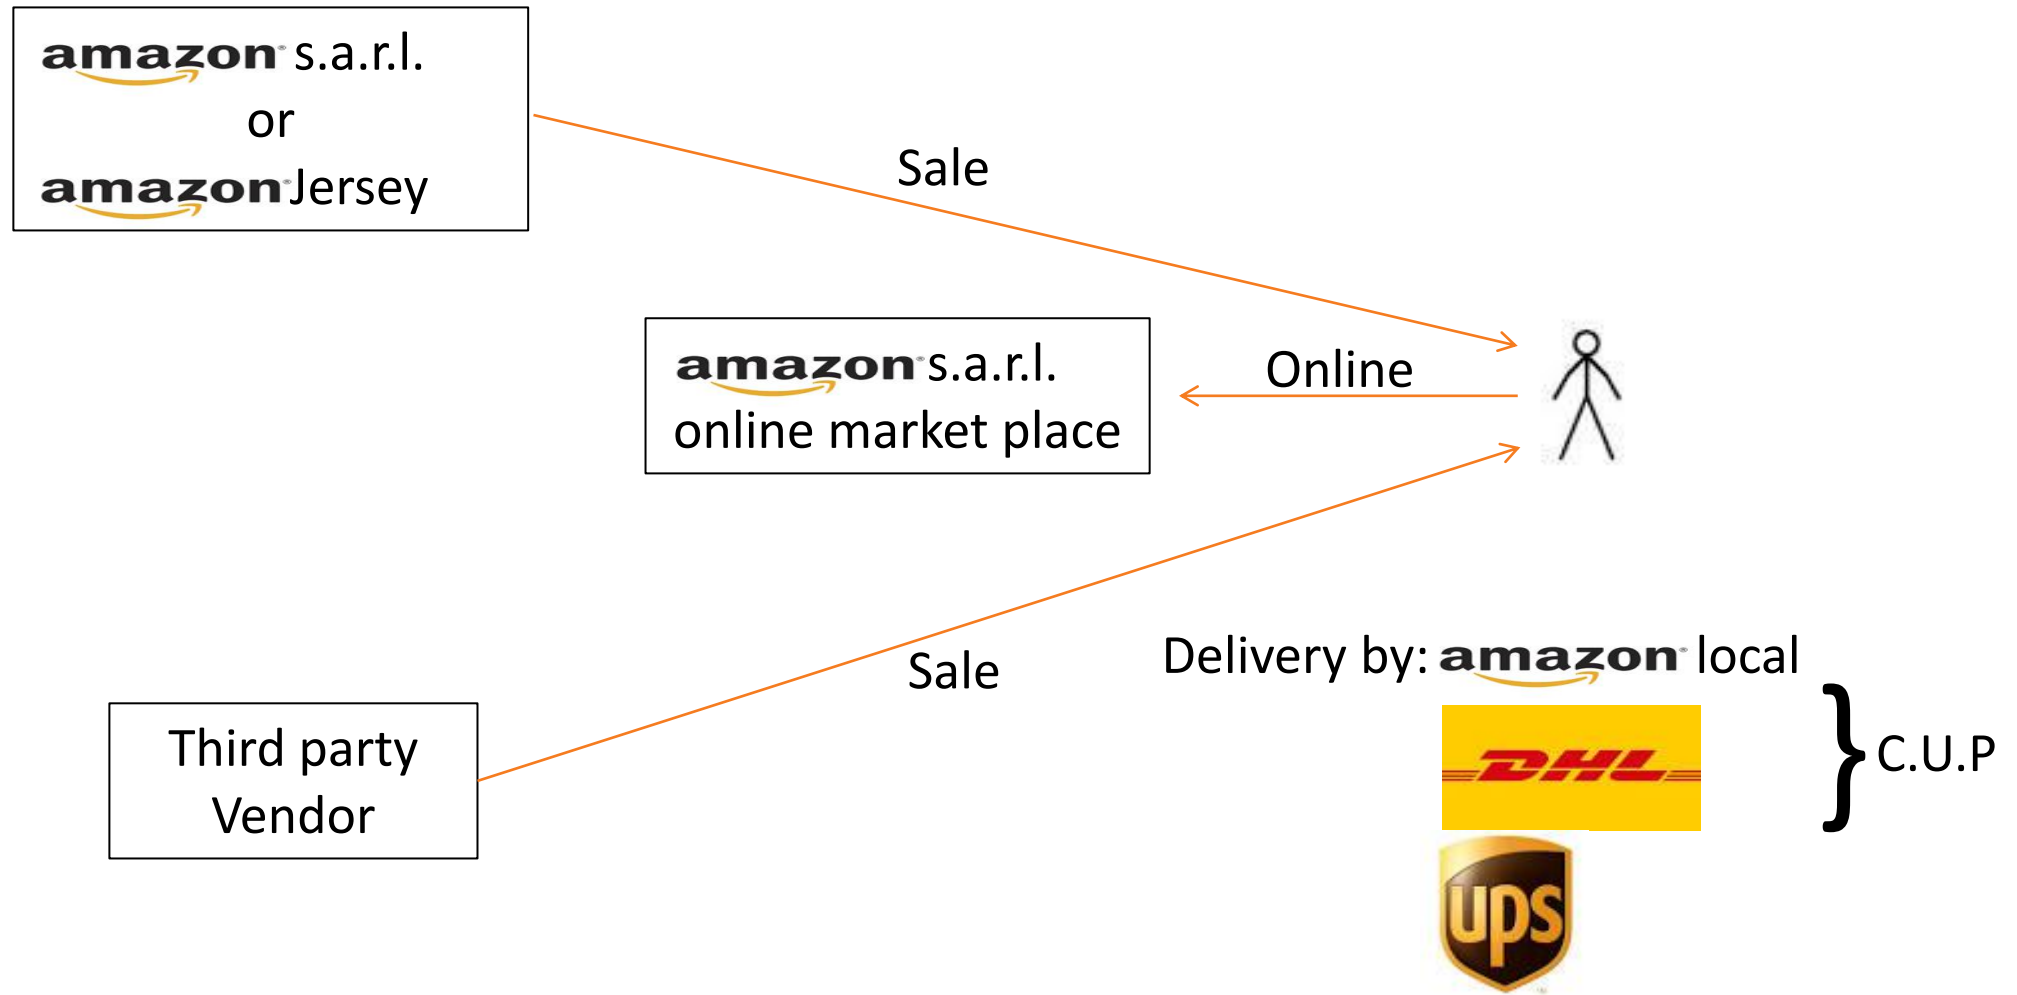 amazon s.a.r.l.
or
amazon Jersey
Sale
amazon s.a.r.l.
online market place
Online
Sale
Third party
Vendor
Delivery by: amazon local
DHL
C.U.P
ups